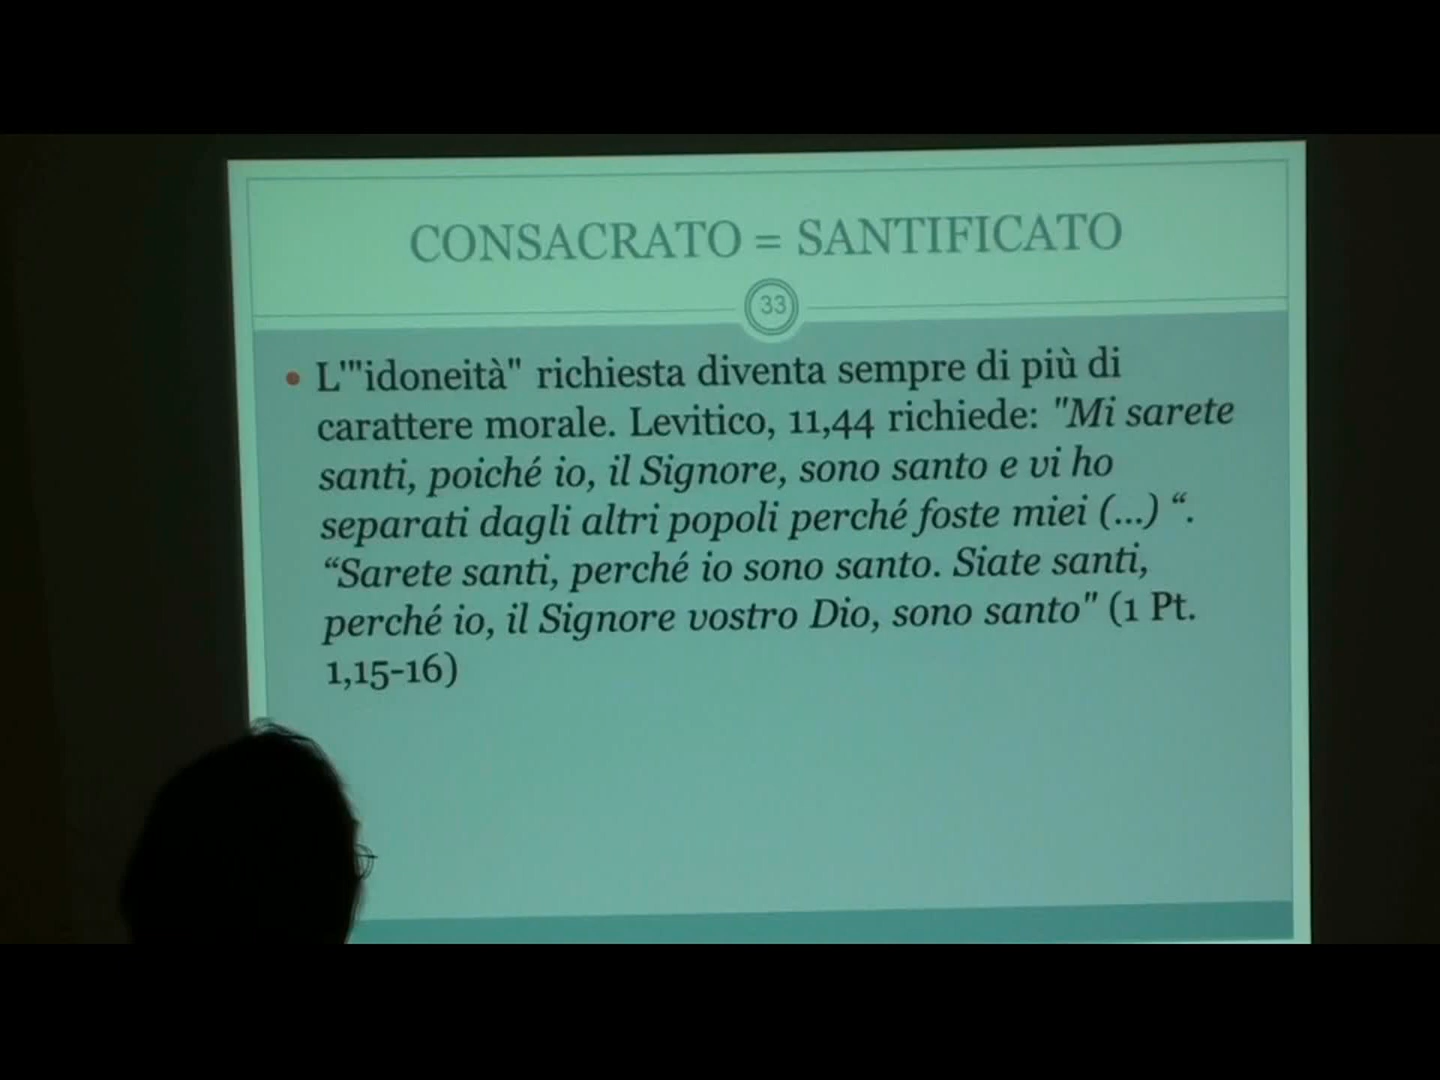 CONSACRATO = SANTIFICATO
33
• L'"idoneità" richiesta diventa sempre di più di
carattere morale. Levitico, 11,44 richiede: "Mi sarete
santi, poiché io, il Signore, sono santo e vi ho
separati dagli altri popoli perché foste miei (...) “.
“Sarete santi, perché io sono santo. Siate santi,
perché io, il Signore vostro Dio, sono santo" (1 Pt.
1,15-16)